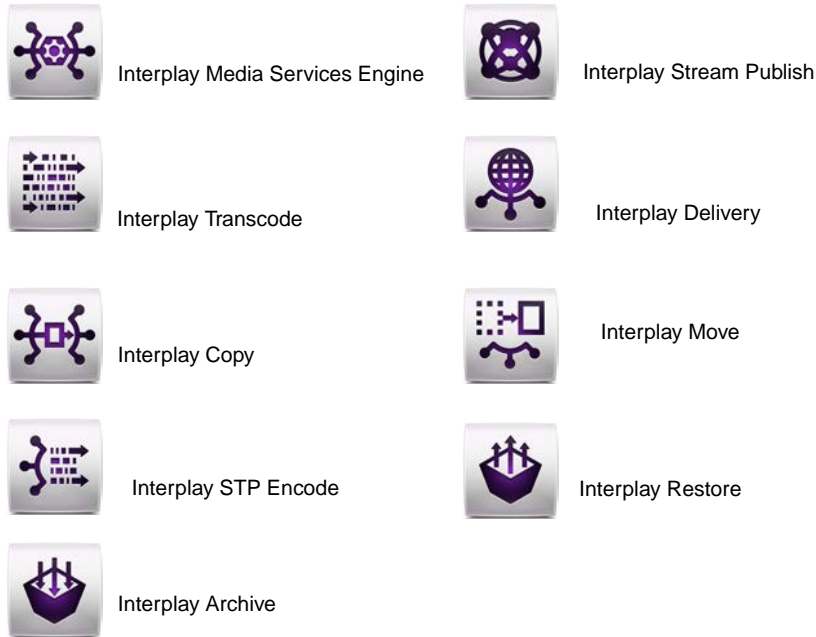 Interplay Media Services Engine
Interplay Stream Publish
Interplay Transcode
Interplay Delivery
Interplay Copy
Interplay Move
Interplay STP Encode
Interplay Restore
Interplay Archive